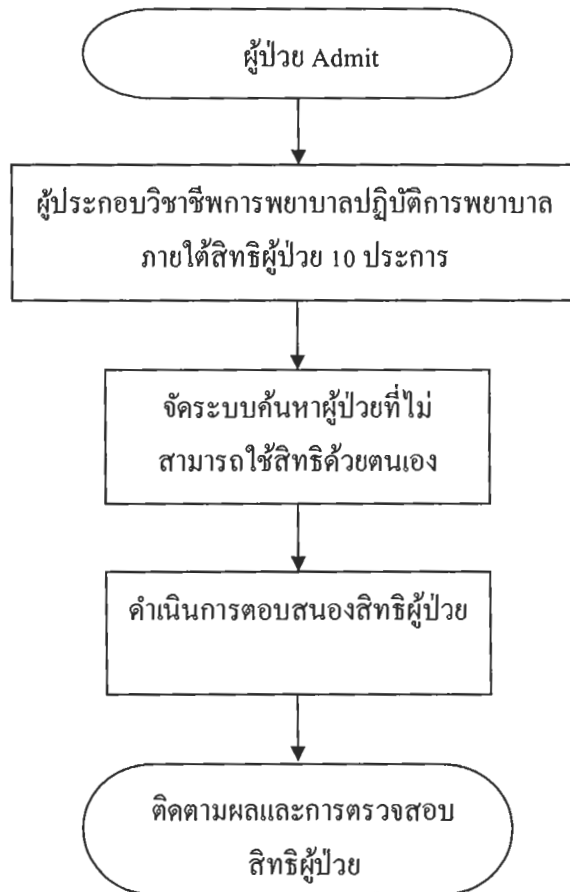 ผู้ป่วย Admit
ผู้ประกอบวิชาชีพการพยาบาลปฏิบัติการพยาบาล
ภายใต้สิทธิผู้ป่วย 10 ประการ
จัดระบบค้นหาผู้ป่วยที่ไม่
สามารถใช้สิทธิด้วยตนเอง
ดำเนินการตอบสนองสิทธิผู้ป่วย
ติดตามผลและการตรวจสอบ
สิทธิผู้ป่วย